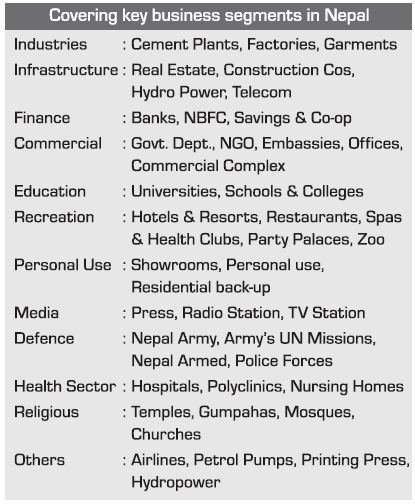 Covering key business segments in Nepal
Industries : Cement Plants, Factories, Garments
Infrastructure : Real Estate, Construction Cos,
Hydro Power, Telecom
Finance : Banks, NBFC, Savings & Co-op
Commercial : Govt. Dept., NGO, Embassies, Offices,
Commercial Complex
Education : Universities, Schools & Colleges
Recreation : Hotels & Resorts, Restaurants, Spas
& Health Clubs, Party Palaces, Zoo
Personal Use : Showrooms, Personal use,
Residential back-up
Media : Press, Radio Station, TV Station
Defence : Nepal Army, Army's UN Missions,
Nepal Armed, Police Forces
Health Sector : Hospitals, Polyclinics, Nursing Homes
Religious : Temples, Gumpahas, Mosques,
Churches
Others : Airlines, Petrol Pumps, Printing Press,
Hydropower